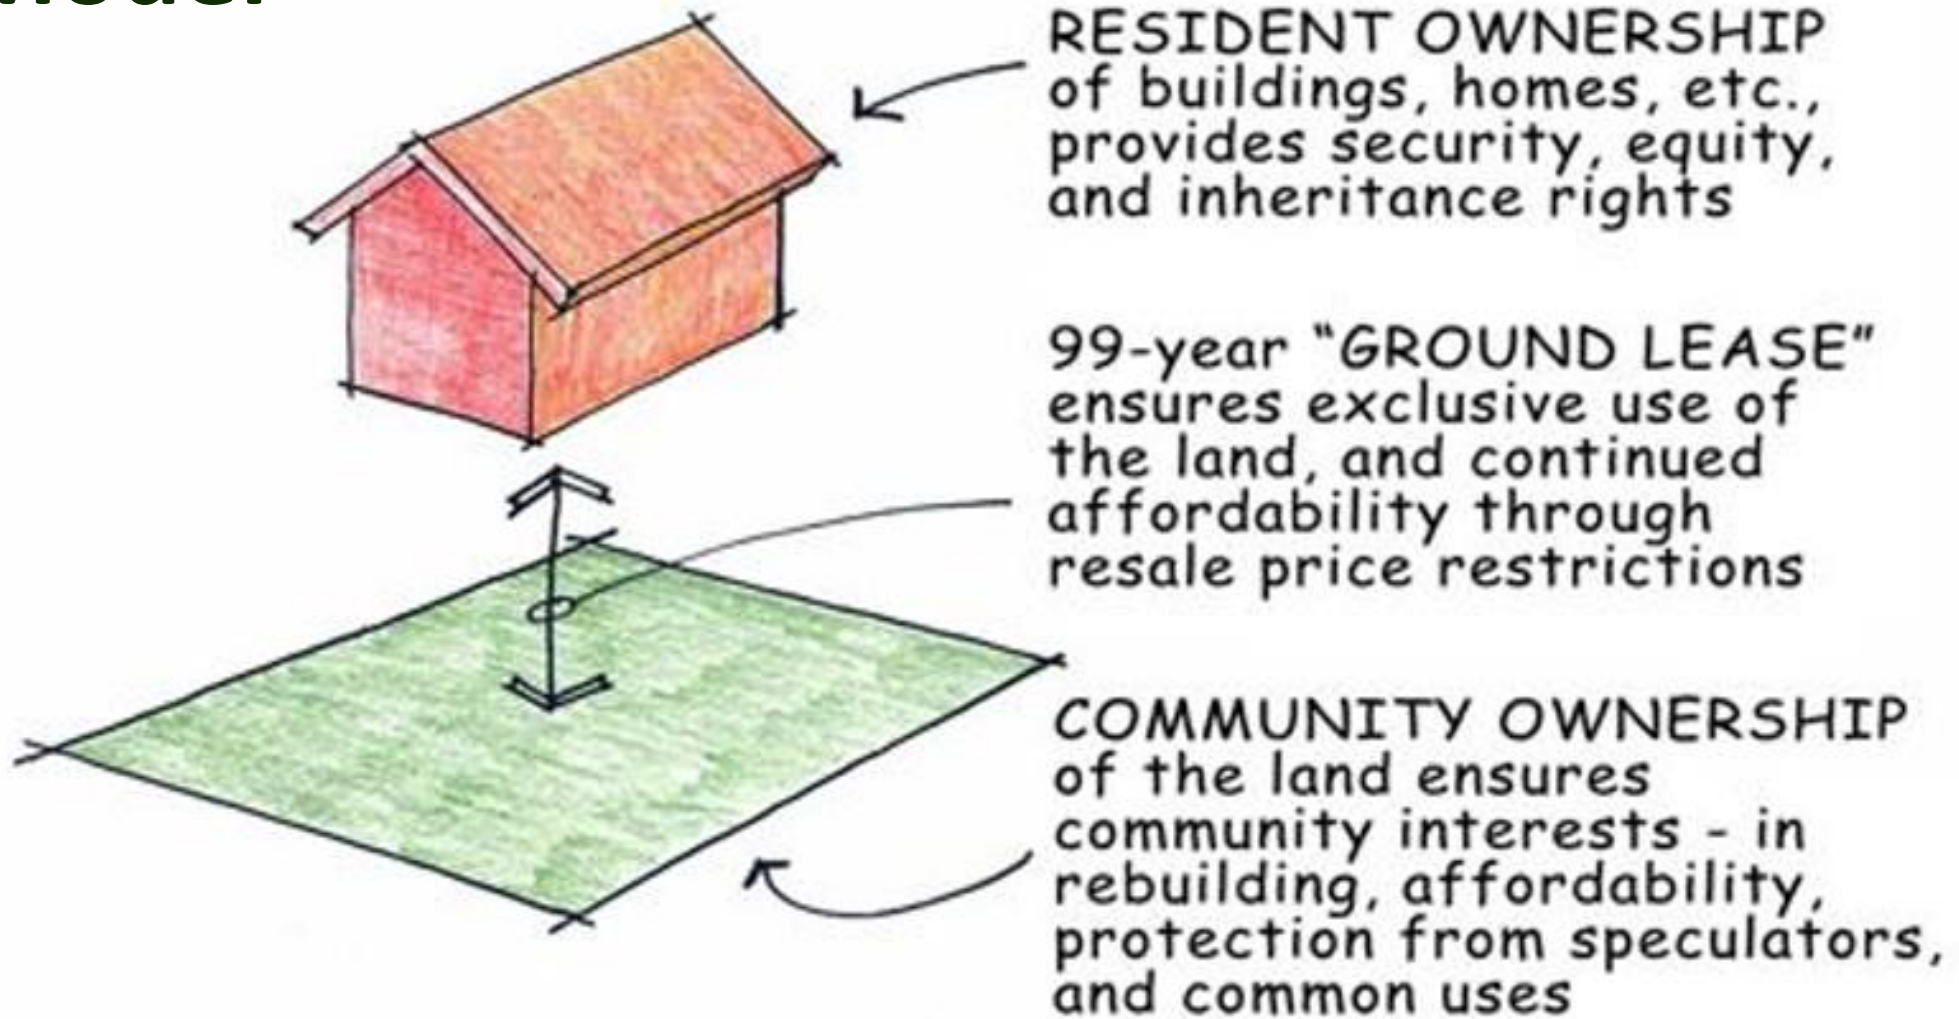 RESIDENT OWNERSHIP
of buildings, homes, etc.,
provides security, equity,
and inheritance rights
99-year “GROUND LEASE”
ensures exclusive use of
the land, and continued
affordability through
resale price restrictions
COMMUNITY OWNERSHIP
of the land ensures
community interests - in
rebuilding, affordability,
protection from speculators,
and common uses